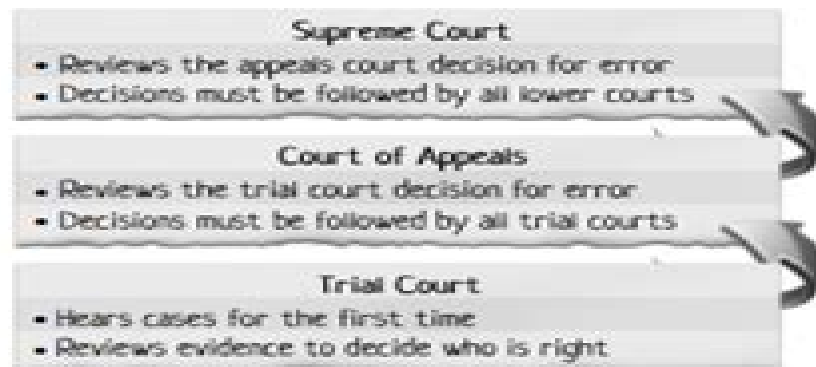 Supreme Court
• Reviews the appeals court decision for error
• Decisions must be followed by all lower courts
Court of Appeals
• Reviews the trial court decision for error
• Decisions must be followed by all trial courts
Trial Court
• Hears cases for the first time
• Reviews evidence to decide who is right